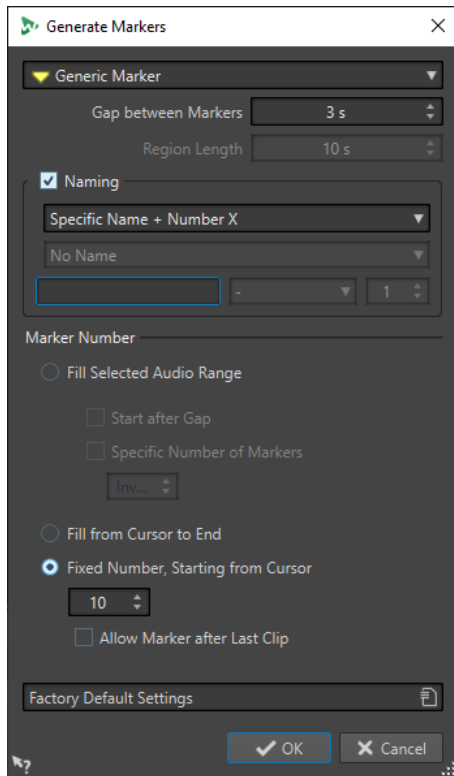 Generate Markers
Generic Marker
Gap between Markers 3 s
Region Length 10 s
Naming
Specific Name + Number X
No Name
- 1
Marker Number
Fill Selected Audio Range
Start after Gap
Specific Number of Markers
Inv...
Fill from Cursor to End
Fixed Number, Starting from Cursor
10
Allow Marker after Last Clip
Factory Default Settings
OK Cancel
?